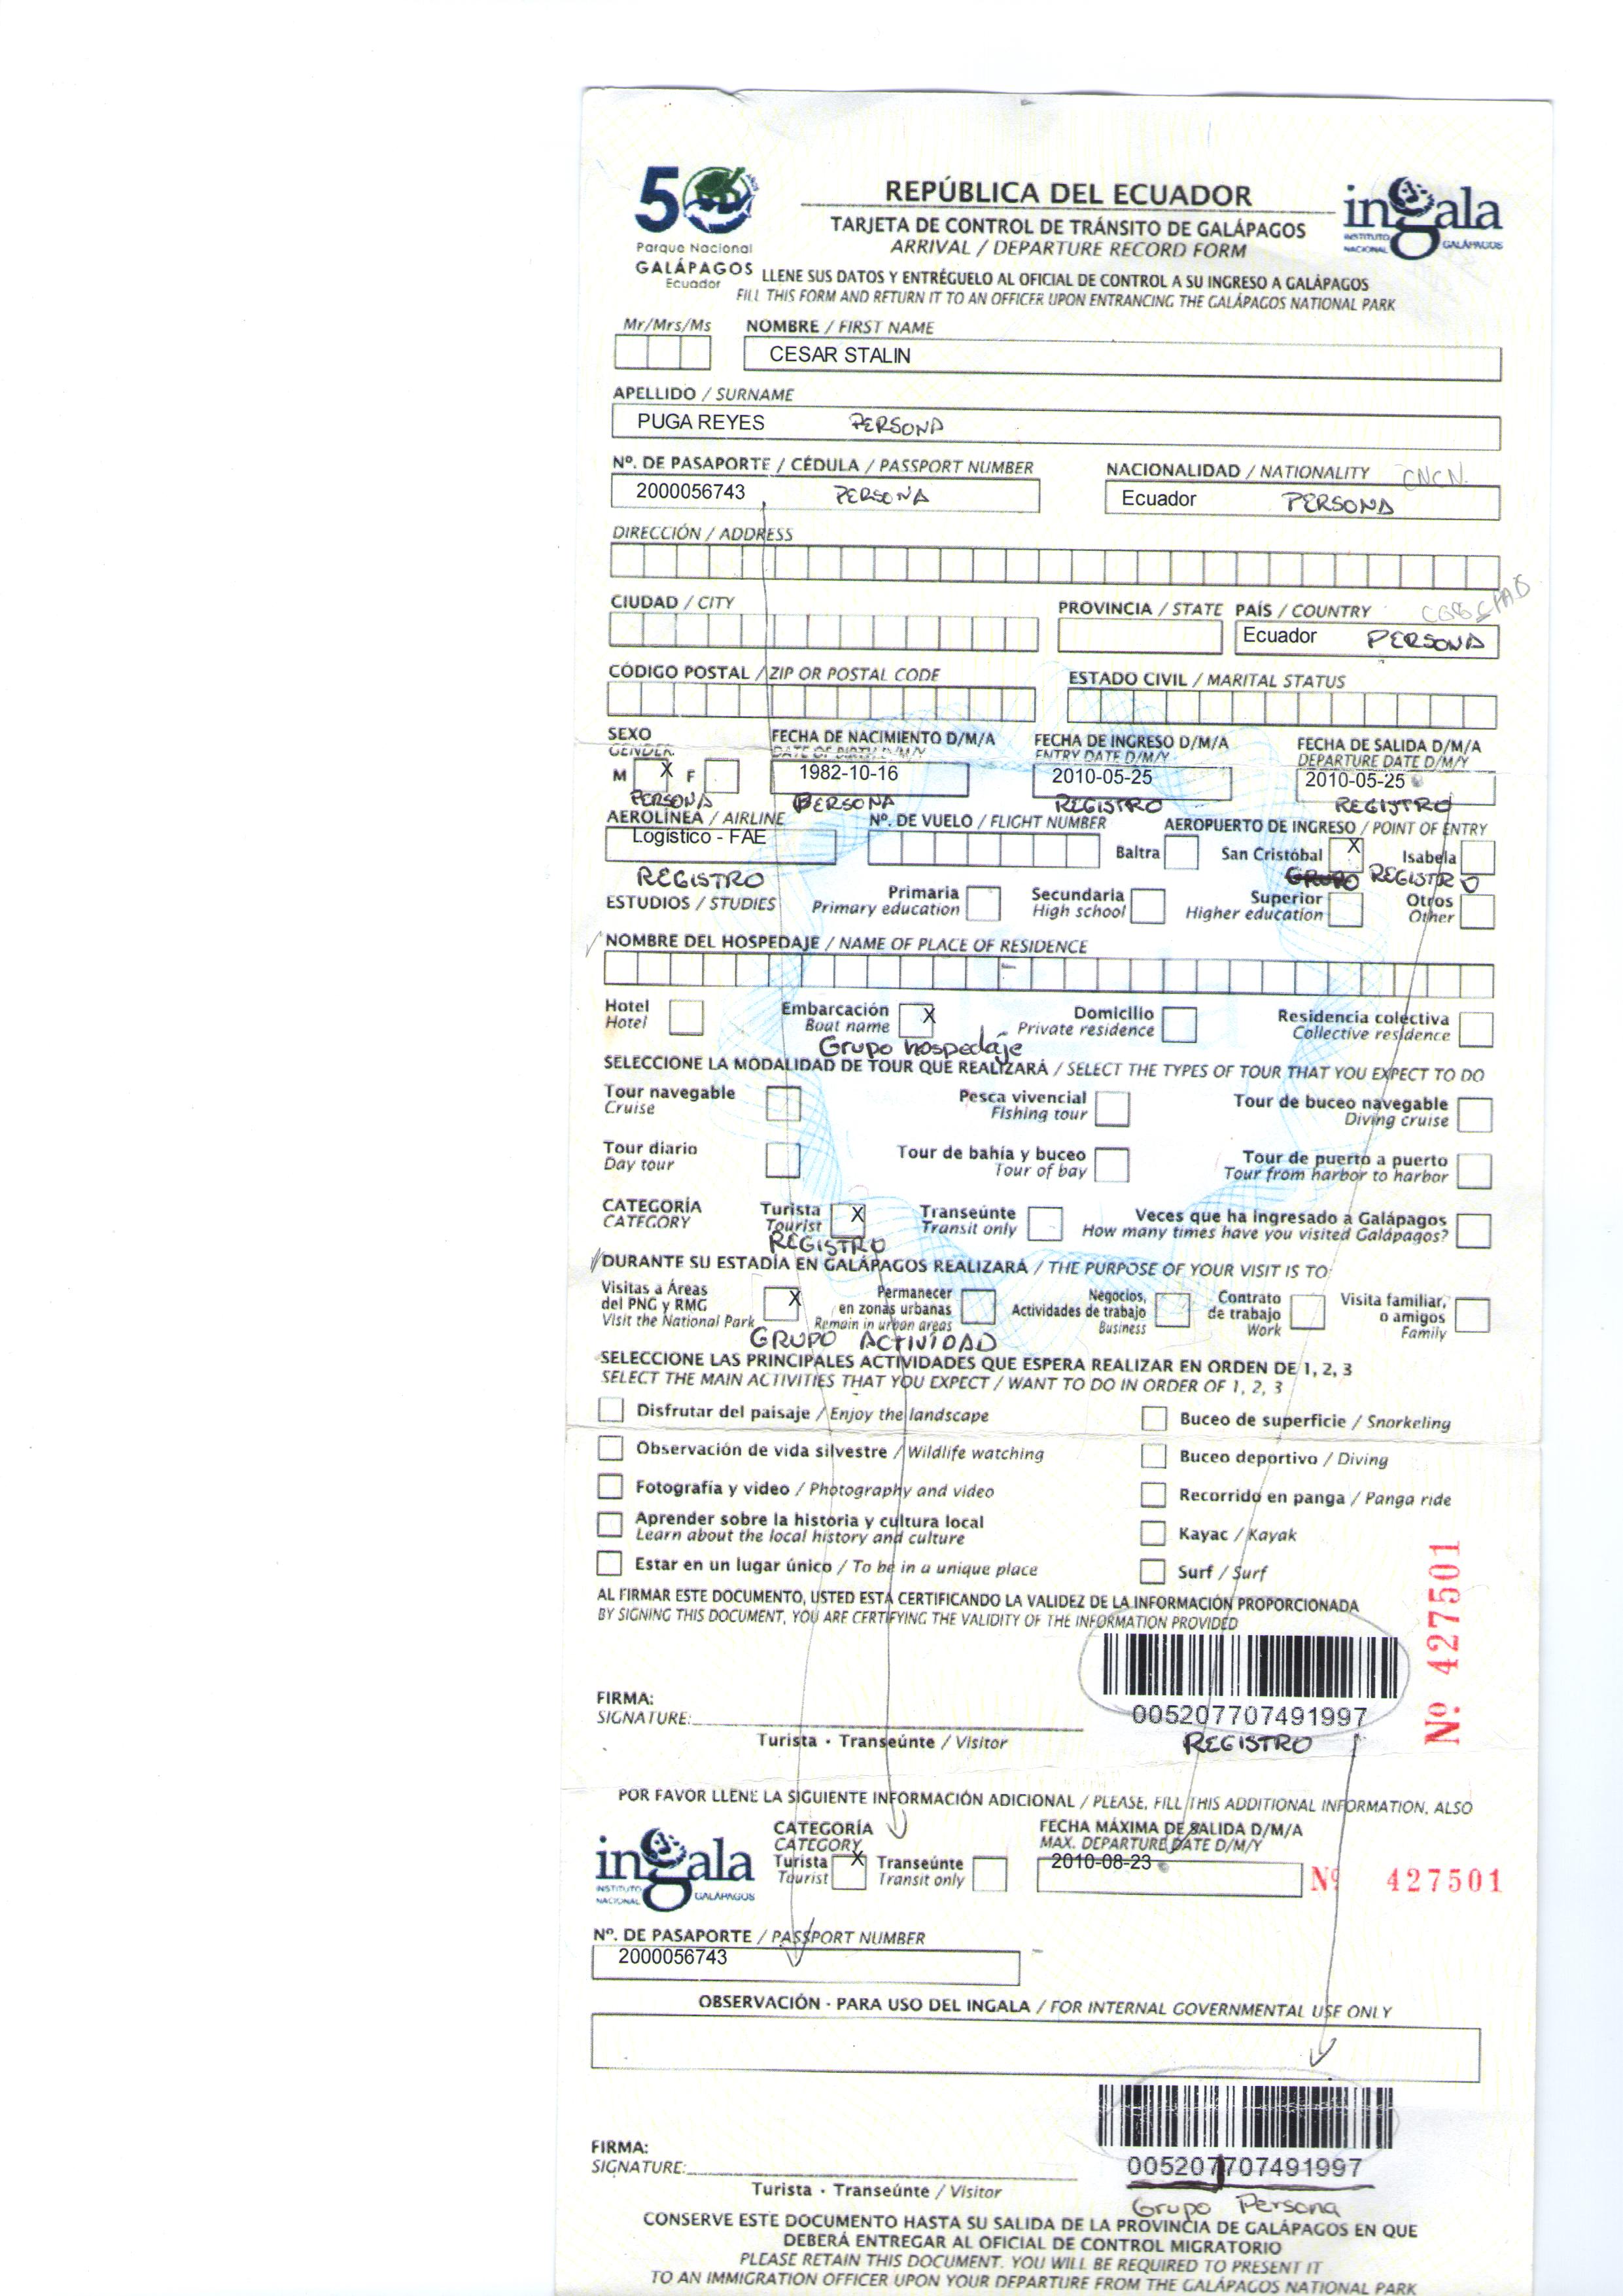 50 AÑOS
Parque Nacional
GALÁPAGOS
Ecuador
REPÚBLICA DEL ECUADOR
TARJETA DE CONTROL DE TRÁNSITO DE GALÁPAGOS
ARRIVAL / DEPARTURE RECORD FORM
ingala
INSTITUTO NACIONAL GALÁPAGOS
LLENE SUS DATOS Y ENTRÉGUELO AL OFICIAL DE CONTROL A SU INGRESO A GALÁPAGOS
FILL THIS FORM AND RETURN IT TO AN OFFICER UPON ENTRANCING THE GALÁPAGOS NATIONAL PARK
Mr/Mrs/Ms NOMBRE / FIRST NAME
CESAR STALIN
APELLIDO / SURNAME
PUGA REYES PERSONA
Nº. DE PASAPORTE / CÉDULA / PASSPORT NUMBER NACIONALIDAD / NATIONALITY CNCN.
2000056743 PERSONA Ecuador PERSONA
DIRECCIÓN / ADDRESS
CIUDAD / CITY PROVINCIA / STATE PAÍS / COUNTRY
Ecuador PERSONA
CÓDIGO POSTAL / ZIP OR POSTAL CODE ESTADO CIVIL / MARITAL STATUS
SEXO FECHA DE NACIMIENTO D/M/A FECHA DE INGRESO D/M/A FECHA DE SALIDA D/M/A
GENDER DATE OF BIRTH D/M/Y ENTRY DATE D/M/Y DEPARTURE DATE D/M/Y
M X F 1982-10-16 2010-05-25 2010-05-25
PERSONA PERSONA REGISTRO REGISTRO
AEROLÍNEA / AIRLINE Nº. DE VUELO / FLIGHT NUMBER AEROPUERTO DE INGRESO / POINT OF ENTRY
Logístico - FAE Baltra San Cristóbal X Isabela
REGISTRO GRUPO REGISTRO
ESTUDIOS / STUDIES Primaria Secundaria Superior Otros
Primary education High school Higher education Other
NOMBRE DEL HOSPEDAJE / NAME OF PLACE OF RESIDENCE
Hotel Embarcación X Domicilio Residencia colectiva
Hotel Boat name Private residence Collective residence
Grupo hospedaje
SELECCIONE LA MODALIDAD DE TOUR QUE REALIZARÁ / SELECT THE TYPES OF TOUR THAT YOU EXPECT TO DO
Tour navegable Pesca vivencial Tour de buceo navegable
Cruise Fishing tour Diving cruise
Tour diario Tour de bahía y buceo Tour de puerto a puerto
Day tour Tour of bay Tour from harbor to harbor
CATEGORÍA Turista X Transeúnte Veces que ha ingresado a Galápagos
CATEGORY Tourist Transit only How many times have you visited Galápagos?
REGISTRO
DURANTE SU ESTADÍA EN GALÁPAGOS REALIZARÁ / THE PURPOSE OF YOUR VISIT IS TO:
Visitas a Áreas del PNG y RMG X Permanecer en zonas urbanas Negocios, Actividades de trabajo Contrato de trabajo Visita familiar, o amigos
Visit the National Park Remain in urban areas Business Work Family
GRUPO ACTIVIDAD
SELECCIONE LAS PRINCIPALES ACTIVIDADES QUE ESPERA REALIZAR EN ORDEN DE 1, 2, 3
SELECT THE MAIN ACTIVITIES THAT YOU EXPECT / WANT TO DO IN ORDER OF 1, 2, 3
Disfrutar del paisaje / Enjoy the landscape Buceo de superficie / Snorkeling
Observación de vida silvestre / Wildlife watching Buceo deportivo / Diving
Fotografía y video / Photography and video Recorrido en panga / Panga ride
Aprender sobre la historia y cultura local Kayac / Kayak
Learn about the local history and culture
Estar en un lugar único / To be in a unique place Surf / Surf
AL FIRMAR ESTE DOCUMENTO, USTED ESTÁ CERTIFICANDO LA VALIDEZ DE LA INFORMACIÓN PROPORCIONADA
BY SIGNING THIS DOCUMENT, YOU ARE CERTIFYING THE VALIDITY OF THE INFORMATION PROVIDED
Nº 427501
FIRMA:
SIGNATURE: 005207707491997
Turista - Transeúnte / Visitor REGISTRO
POR FAVOR LLENE LA SIGUIENTE INFORMACIÓN ADICIONAL / PLEASE, FILL THIS ADDITIONAL INFORMATION, ALSO
ingala
INSTITUTO NACIONAL GALÁPAGOS
CATEGORÍA FECHA MÁXIMA DE SALIDA D/M/A
CATEGORY MAX. DEPARTURE DATE D/M/Y
Turista X Transeúnte 2010-08-23
Tourist Transit only Nº 427501
Nº. DE PASAPORTE / PASSPORT NUMBER
2000056743
OBSERVACIÓN - PARA USO DEL INGALA / FOR INTERNAL GOVERNMENTAL USE ONLY
FIRMA:
SIGNATURE: 005207707491997
Turista - Transeúnte / Visitor Grupo Persona
CONSERVE ESTE DOCUMENTO HASTA SU SALIDA DE LA PROVINCIA DE GALÁPAGOS EN QUE
DEBERÁ ENTREGAR AL OFICIAL DE CONTROL MIGRATORIO
PLEASE RETAIN THIS DOCUMENT. YOU WILL BE REQUIRED TO PRESENT IT
TO AN IMMIGRATION OFFICER UPON YOUR DEPARTURE FROM THE GALÁPAGOS NATIONAL PARK